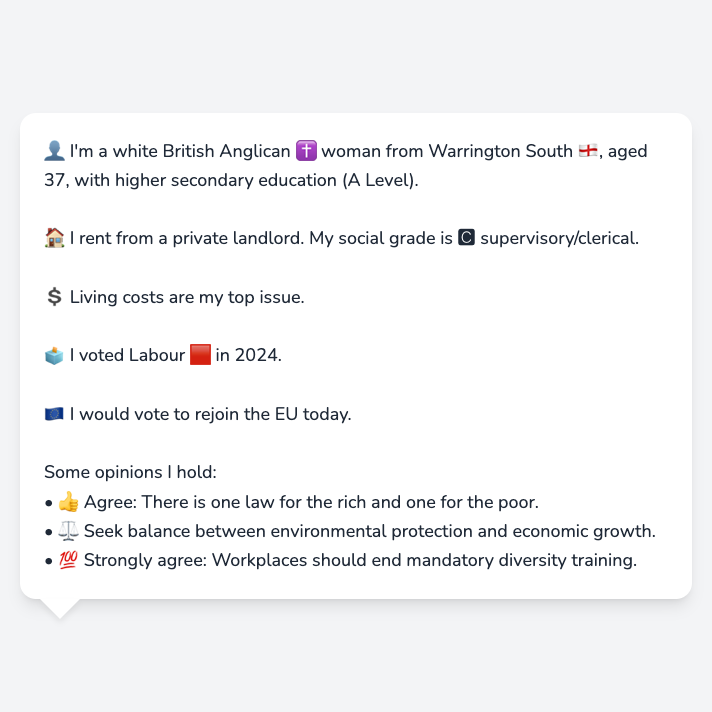 👤 I'm a white British Anglican ✝️ woman from Warrington South 🏴󠁧󠁢󠁥󠁮󠁧󠁿, aged
37, with higher secondary education (A Level).
🏠 I rent from a private landlord. My social grade is 🅲 supervisory/clerical.
💲 Living costs are my top issue.
🗳️ I voted Labour 🟥 in 2024.
🇪🇺 I would vote to rejoin the EU today.
Some opinions I hold:
• 👍 Agree: There is one law for the rich and one for the poor.
• ⚖️ Seek balance between environmental protection and economic growth.
• 💯 Strongly agree: Workplaces should end mandatory diversity training.